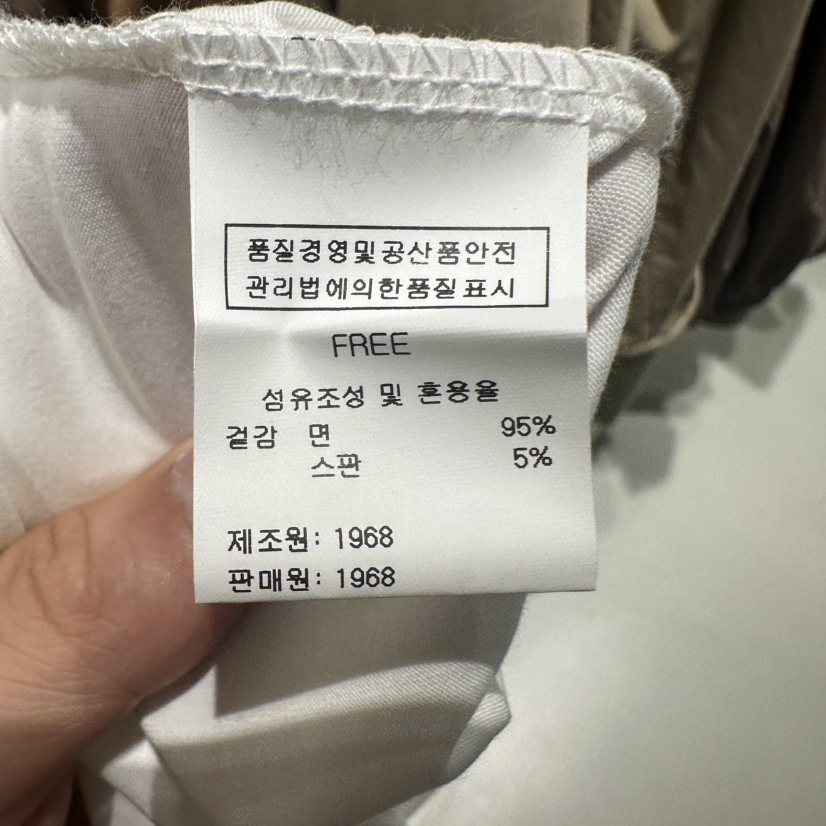 품질경영및공산품안전
관리법에의한품질표시
FREE
섬유조성 및 혼용율
겉감 면 95%
스판 5%
제조원: 1968
판매원: 1968